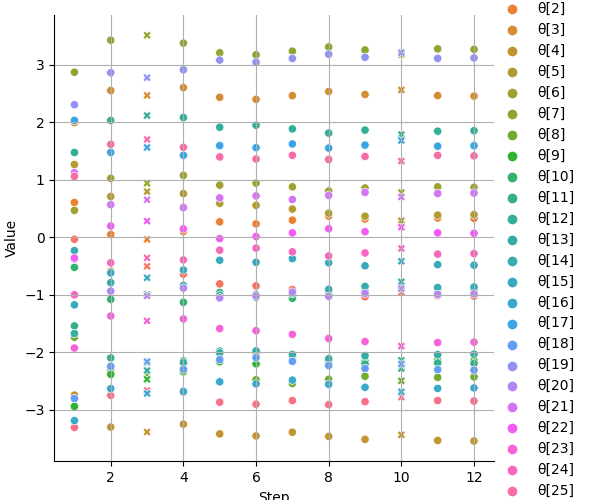 θ[2]
θ[3]
θ[4]
θ[5]
θ[6]
θ[7]
θ[8]
θ[9]
θ[10]
θ[11]
θ[12]
θ[13]
θ[14]
θ[15]
θ[16]
θ[17]
θ[18]
θ[19]
θ[20]
θ[21]
θ[22]
θ[23]
θ[24]
θ[25]
Value
3
2
1
0
−1
−2
−3
2
4
6
8
10
12
Step